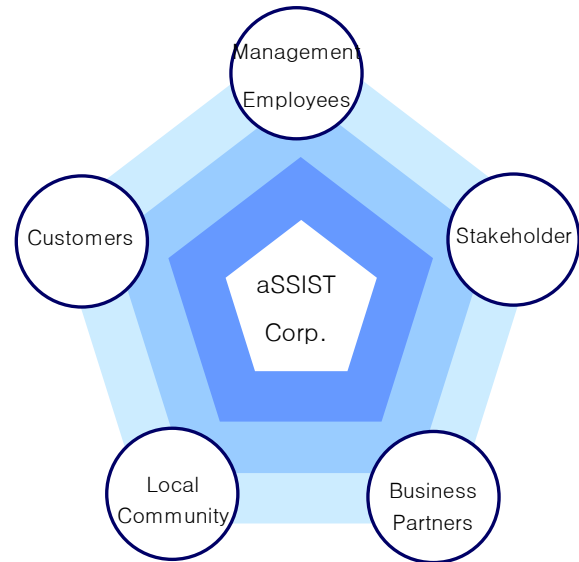 Management
Employees
Customers
Stakeholder
aSSIST
Corp.
Local
Community
Business
Partners